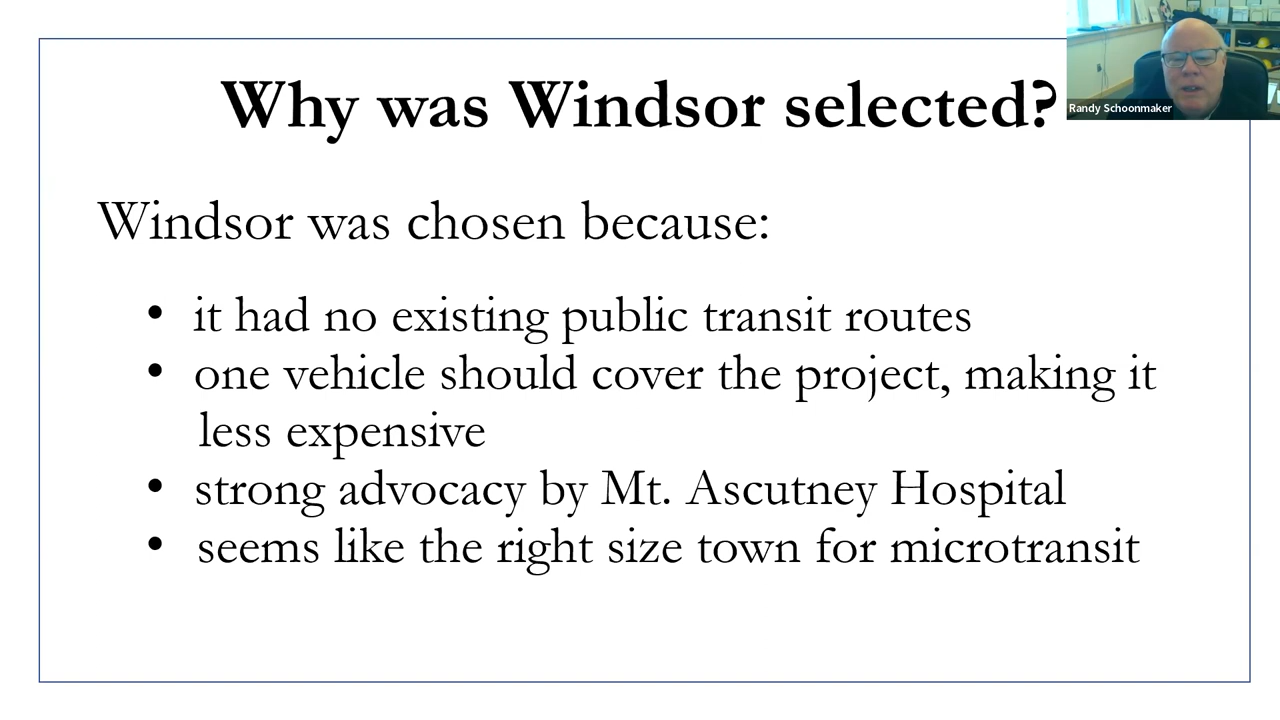 Why was Windsor selected?
Randy Schoonmaker
Windsor was chosen because:
• it had no existing public transit routes
• one vehicle should cover the project, making it
less expensive
• strong advocacy by Mt. Ascutney Hospital
• seems like the right size town for microtransit